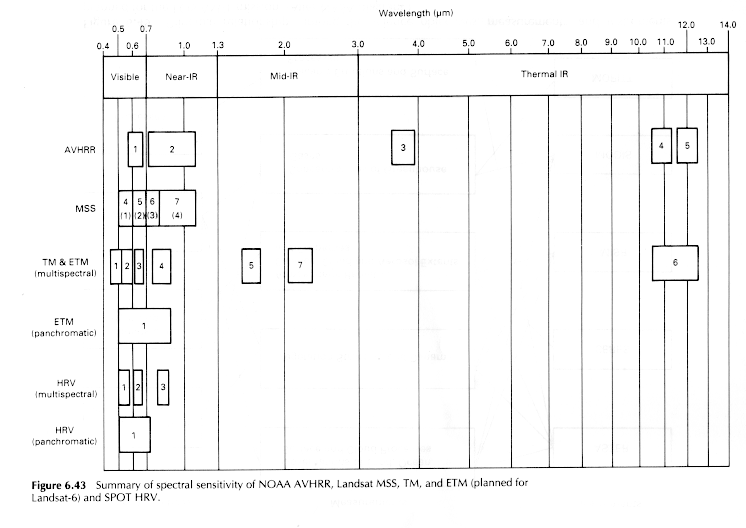 Wavelength (µm)
0.5 0.7 12.0 14.0
0.4 0.6 1.0 1.3 2.0 3.0 4.0 5.0 6.0 7.0 8.0 9.0 10.0 11.0 13.0
Visible Near-IR Mid-IR Thermal IR
AVHRR 1 2 3 4 5
MSS 4 5 6 7
(1) (2) (3) (4)
TM & ETM 1 2 3 4 5 7 6
(multispectral)
ETM 1
(panchromatic)
HRV 1 2 3
(multispectral)
HRV 1
(panchromatic)
Figure 6.43 Summary of spectral sensitivity of NOAA AVHRR, Landsat MSS, TM, and ETM (planned for
Landsat-6) and SPOT HRV.